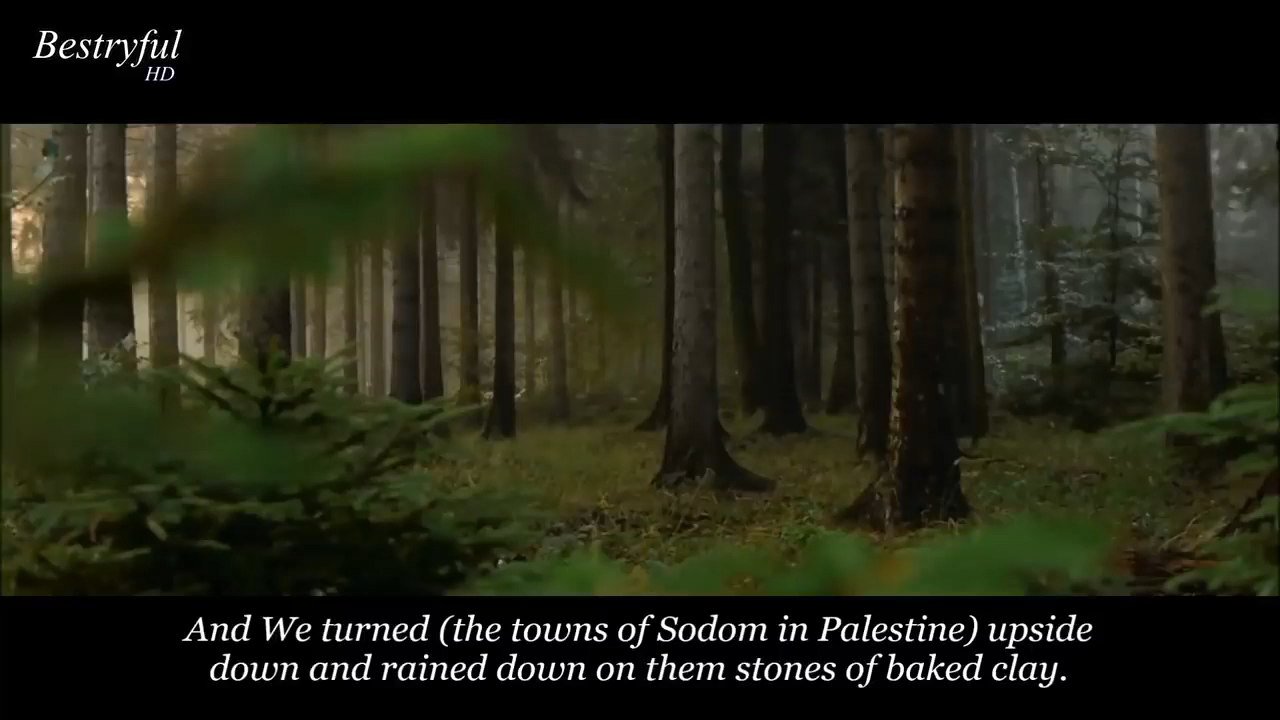 Bestryful
HD
And We turned (the towns of Sodom in Palestine) upside
down and rained down on them stones of baked clay.